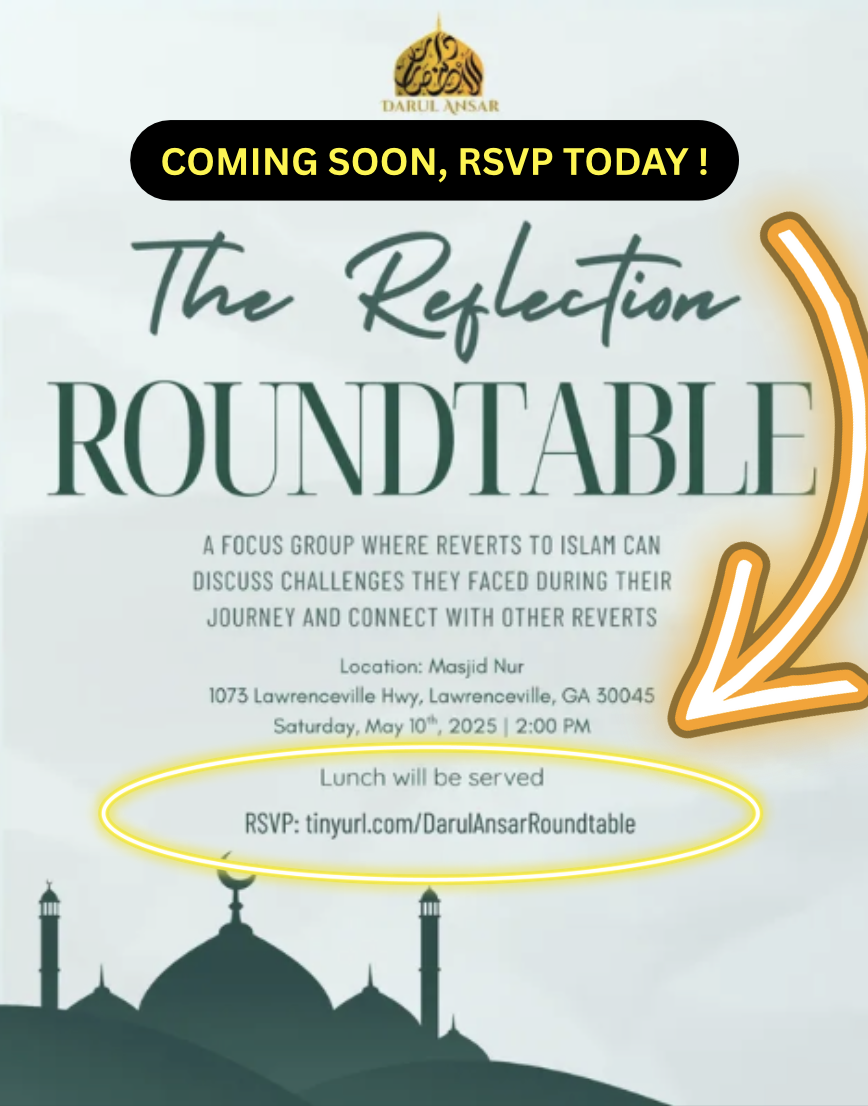 DARUL ANSAR
COMING SOON, RSVP TODAY !
The Reflection
ROUNDTABLE
A FOCUS GROUP WHERE REVERTS TO ISLAM CAN
DISCUSS CHALLENGES THEY FACED DURING THEIR
JOURNEY AND CONNECT WITH OTHER REVERTS
Location: Masjid Nur
1073 Lawrenceville Hwy, Lawrenceville, GA 30045
Saturday, May 10th, 2025 | 2:00 PM
Lunch will be served
RSVP: tinyurl.com/DarulAnsarRoundtable